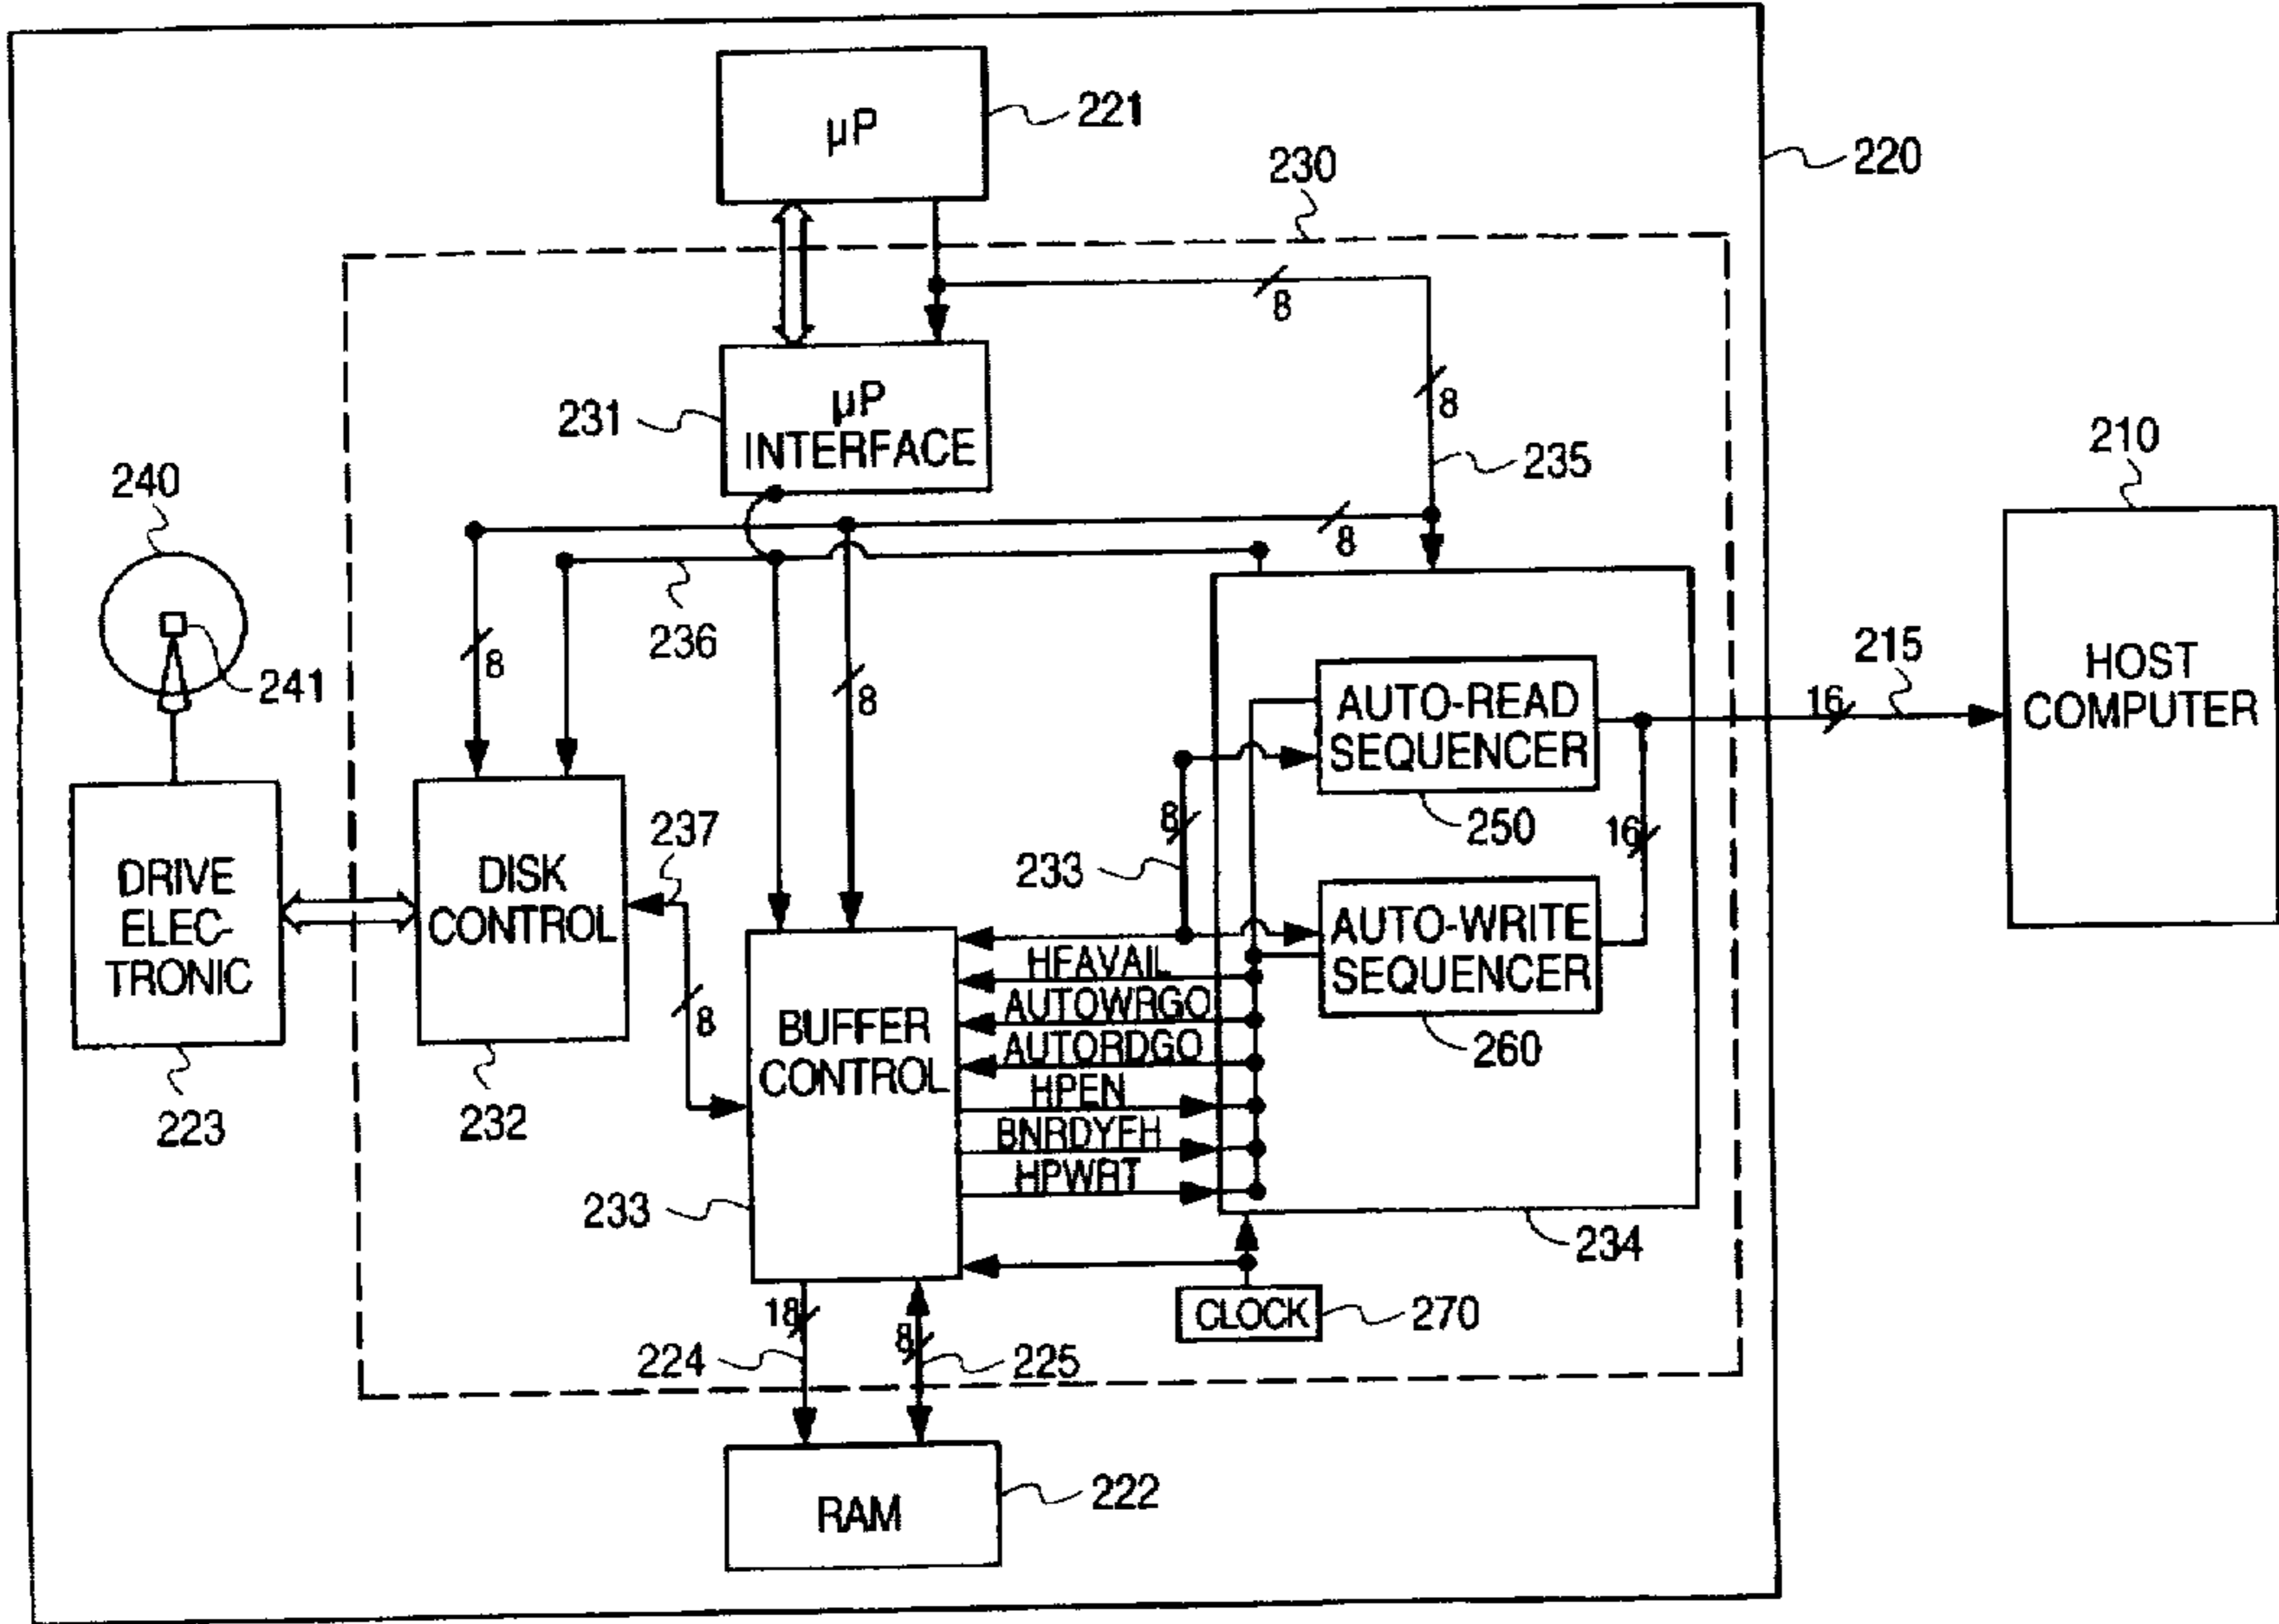 µP
221
220
230
8
µP
INTERFACE
231
8
235
210
240
8
236
241
8
8
HOST
COMPUTER
215
16
AUTO-READ
SEQUENCER
250
8
16
233
237
DRIVE
ELEC-
TRONIC
223
DISK
CONTROL
232
8
AUTO-WRITE
SEQUENCER
260
BUFFER
CONTROL
233
HFAVAIL
AUTOWRGO
AUTORDGO
HPEN
BNRDYFH
HPWRT
234
CLOCK
270
18
224
8
225
RAM
222